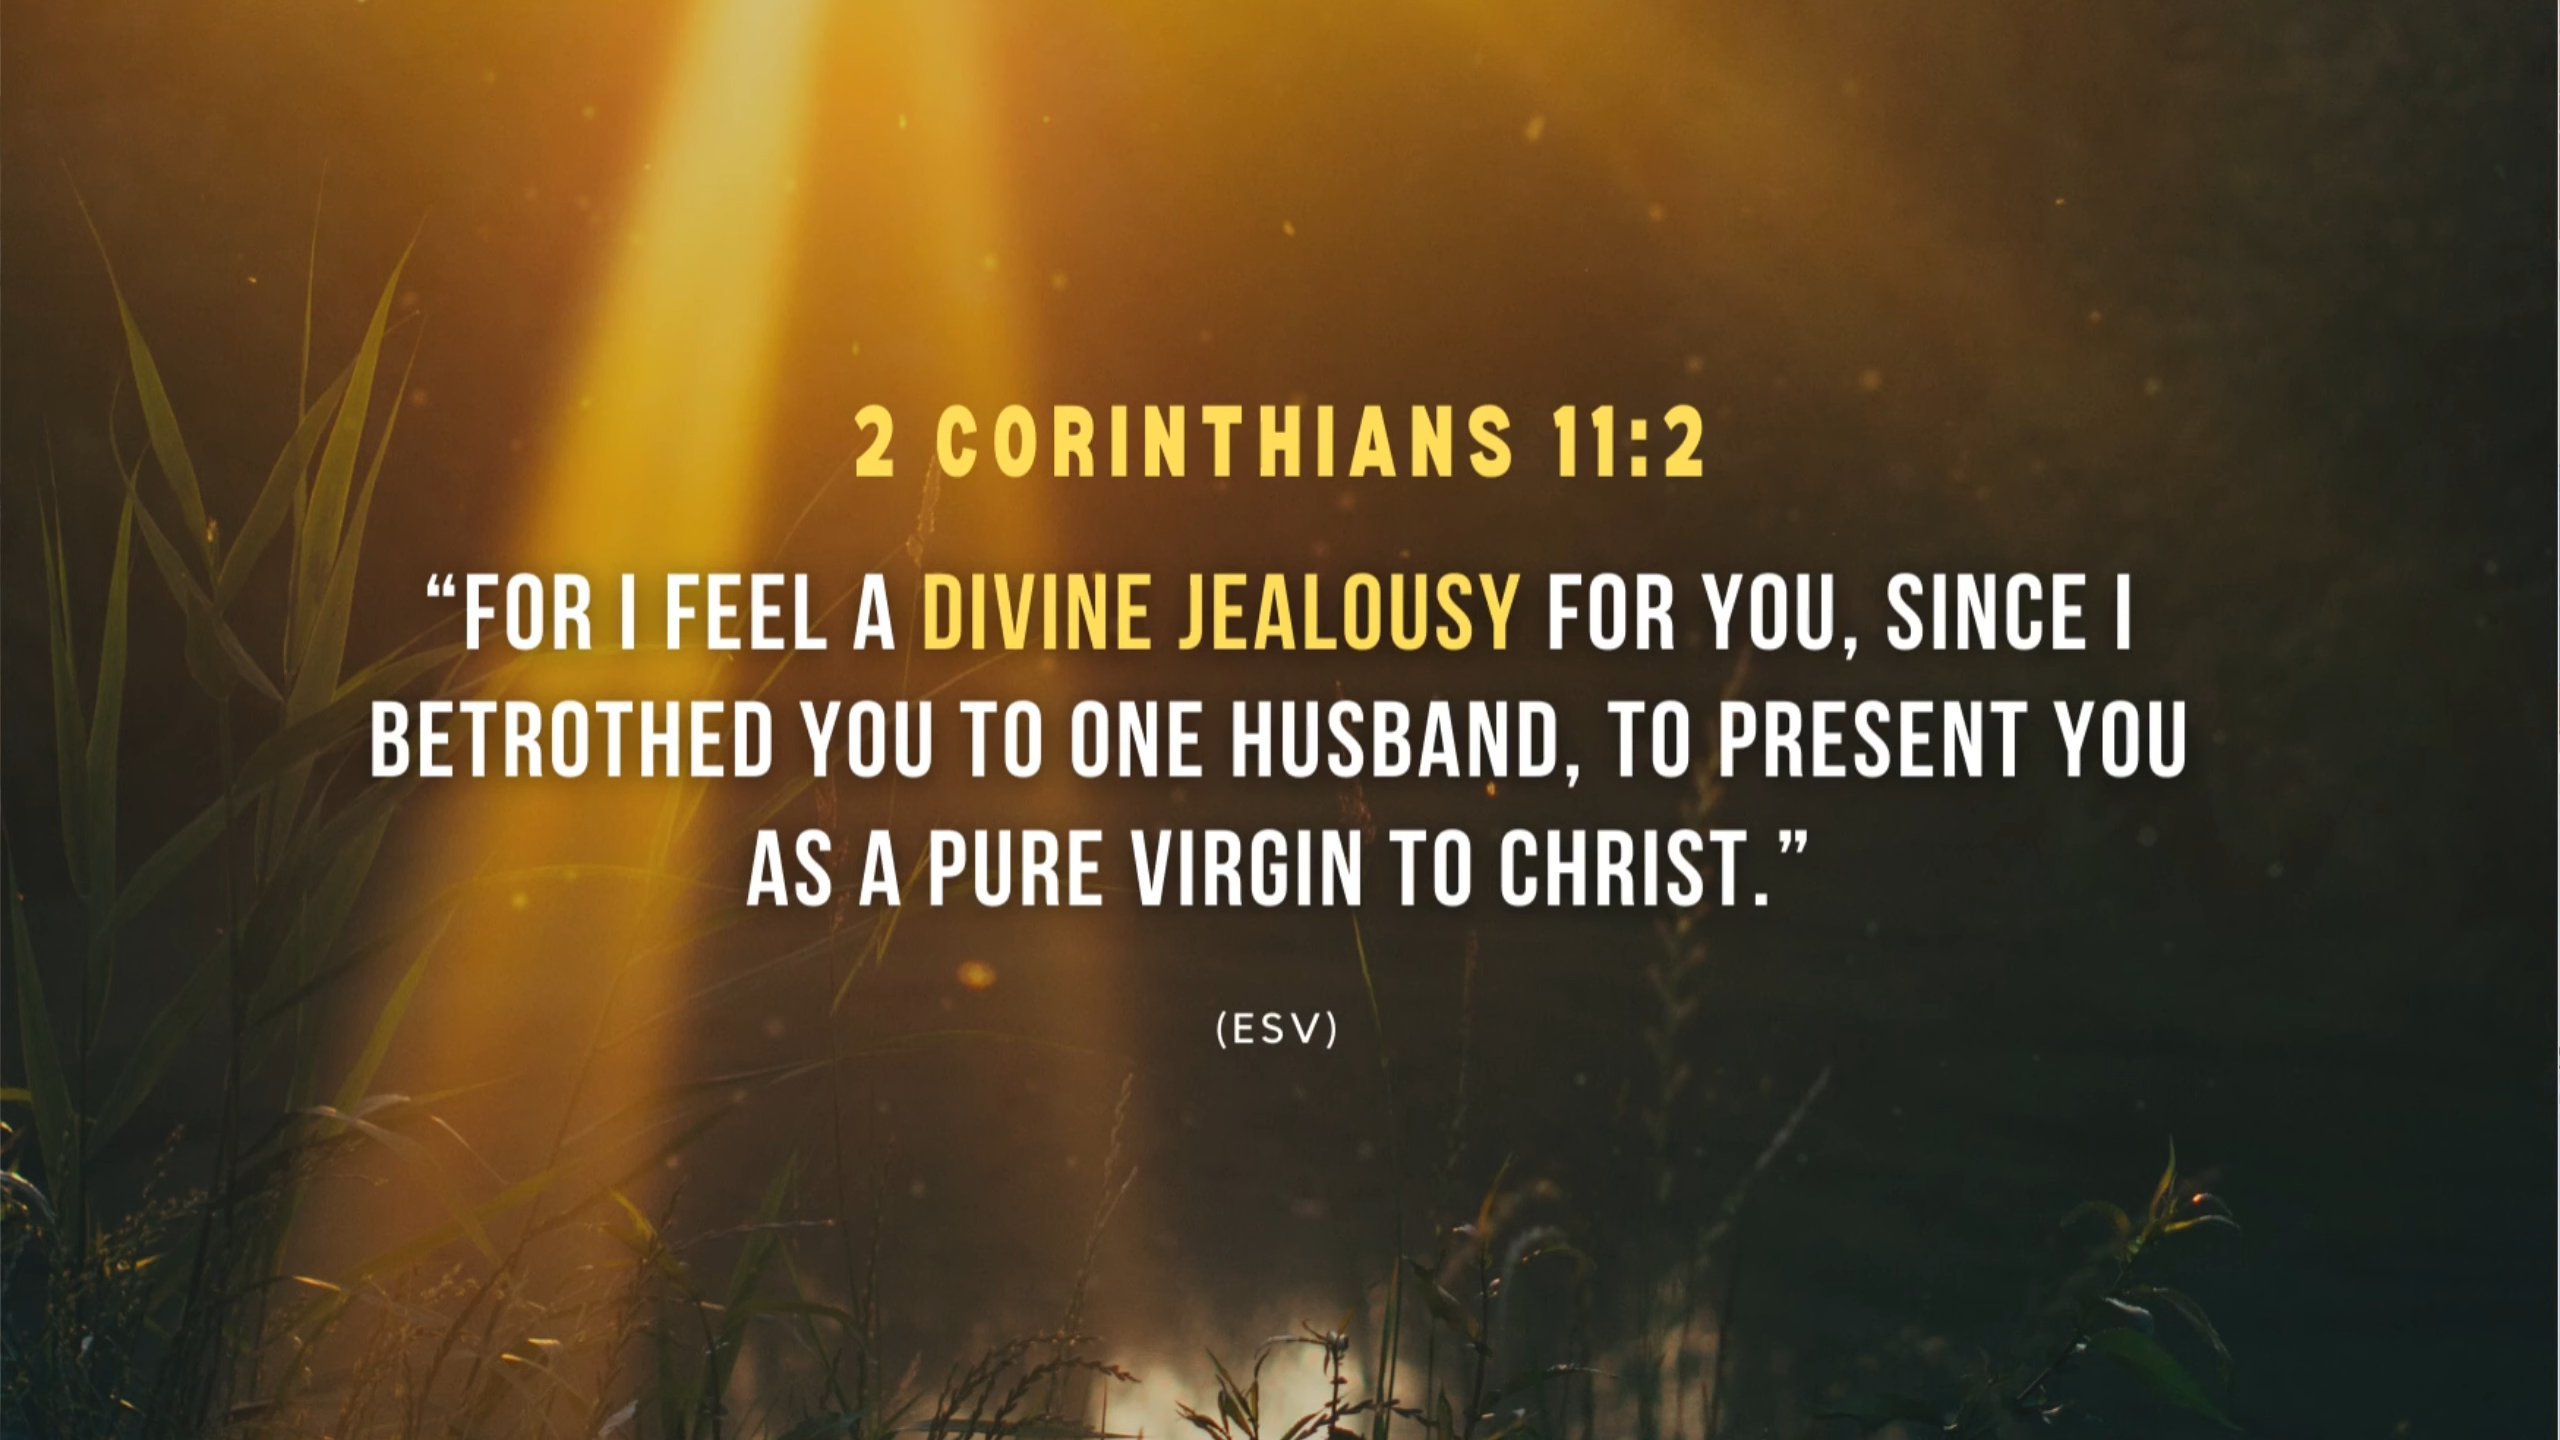 2 CORINTHIANS 11:2
“FOR I FEEL A DIVINE JEALOUSY FOR YOU, SINCE I
BETROTHED YOU TO ONE HUSBAND, TO PRESENT YOU
AS A PURE VIRGIN TO CHRIST.”
(ESV)